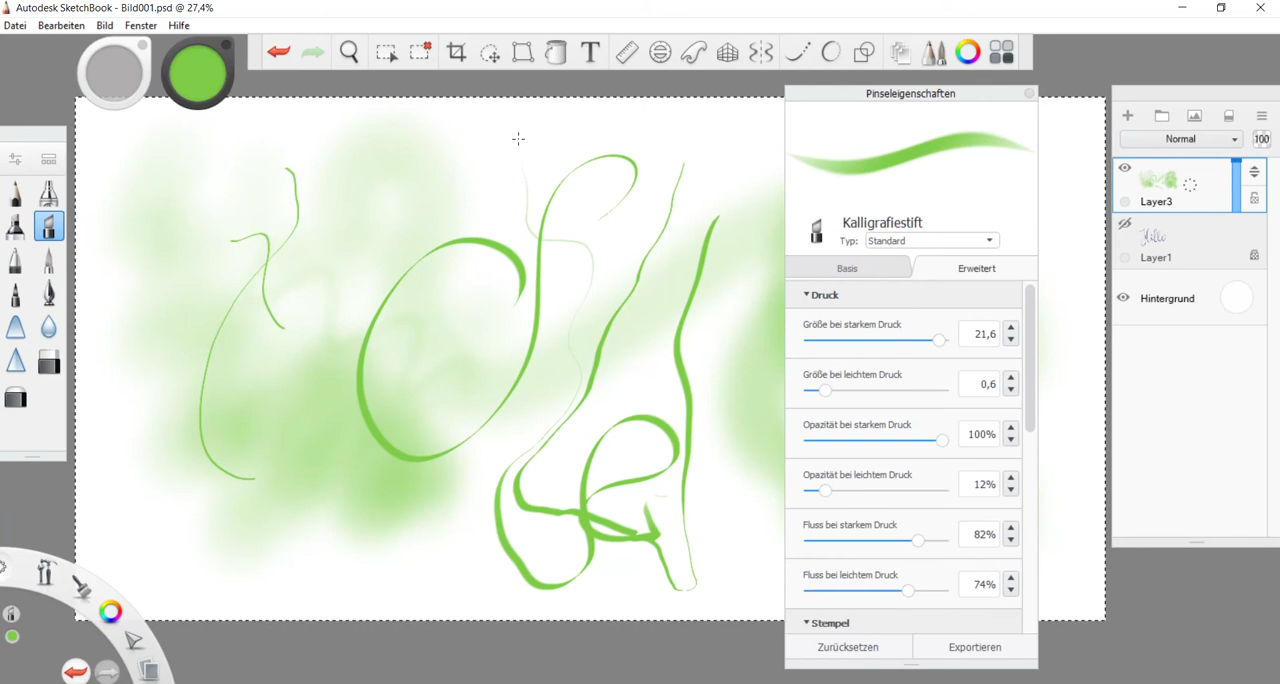 Autodesk SketchBook - Bild001.psd @ 27,4%
Datei Bearbeiten Bild Fenster Hilfe
T
Pinseleigenschaften
Kalligrafiestift
Typ: Standard
Basis Erweitert
Druck
Größe bei starkem Druck 21,6
Größe bei leichtem Druck 0,6
Opazität bei starkem Druck 100%
Opazität bei leichtem Druck 12%
Fluss bei starkem Druck 82%
Fluss bei leichtem Druck 74%
Stempel
Zurücksetzen Exportieren
Normal 100
Layer3
Hello
Layer1
Hintergrund